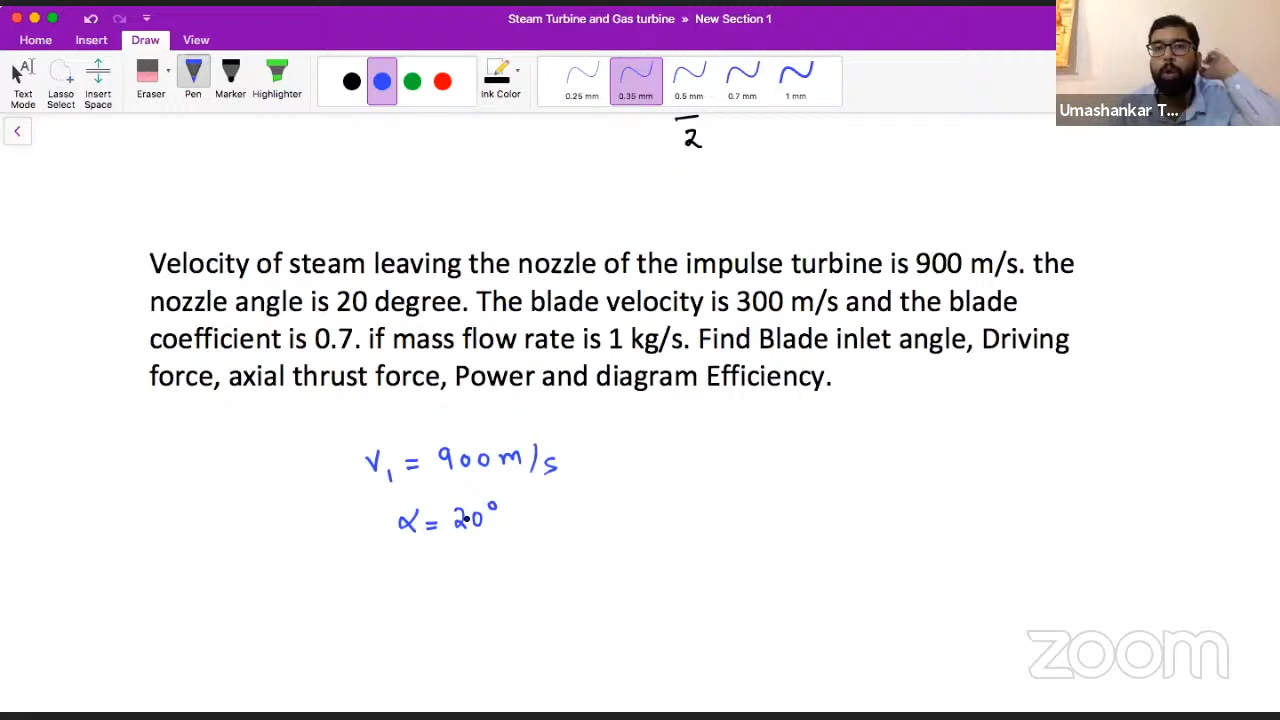 Steam Turbine and Gas turbine » New Section 1
Home Insert Draw View
Text Mode
Lasso Select
Insert Space
Eraser
Pen
Marker
Highlighter
Ink Color
0.25 mm
0.35 mm
0.5 mm
0.7 mm
1 mm
Umashankar T...
2
Velocity of steam leaving the nozzle of the impulse turbine is 900 m/s. the
nozzle angle is 20 degree. The blade velocity is 300 m/s and the blade
coefficient is 0.7. if mass flow rate is 1 kg/s. Find Blade inlet angle, Driving
force, axial thrust force, Power and diagram Efficiency.
V₁ = 900 m/s
α = 20°
zoom